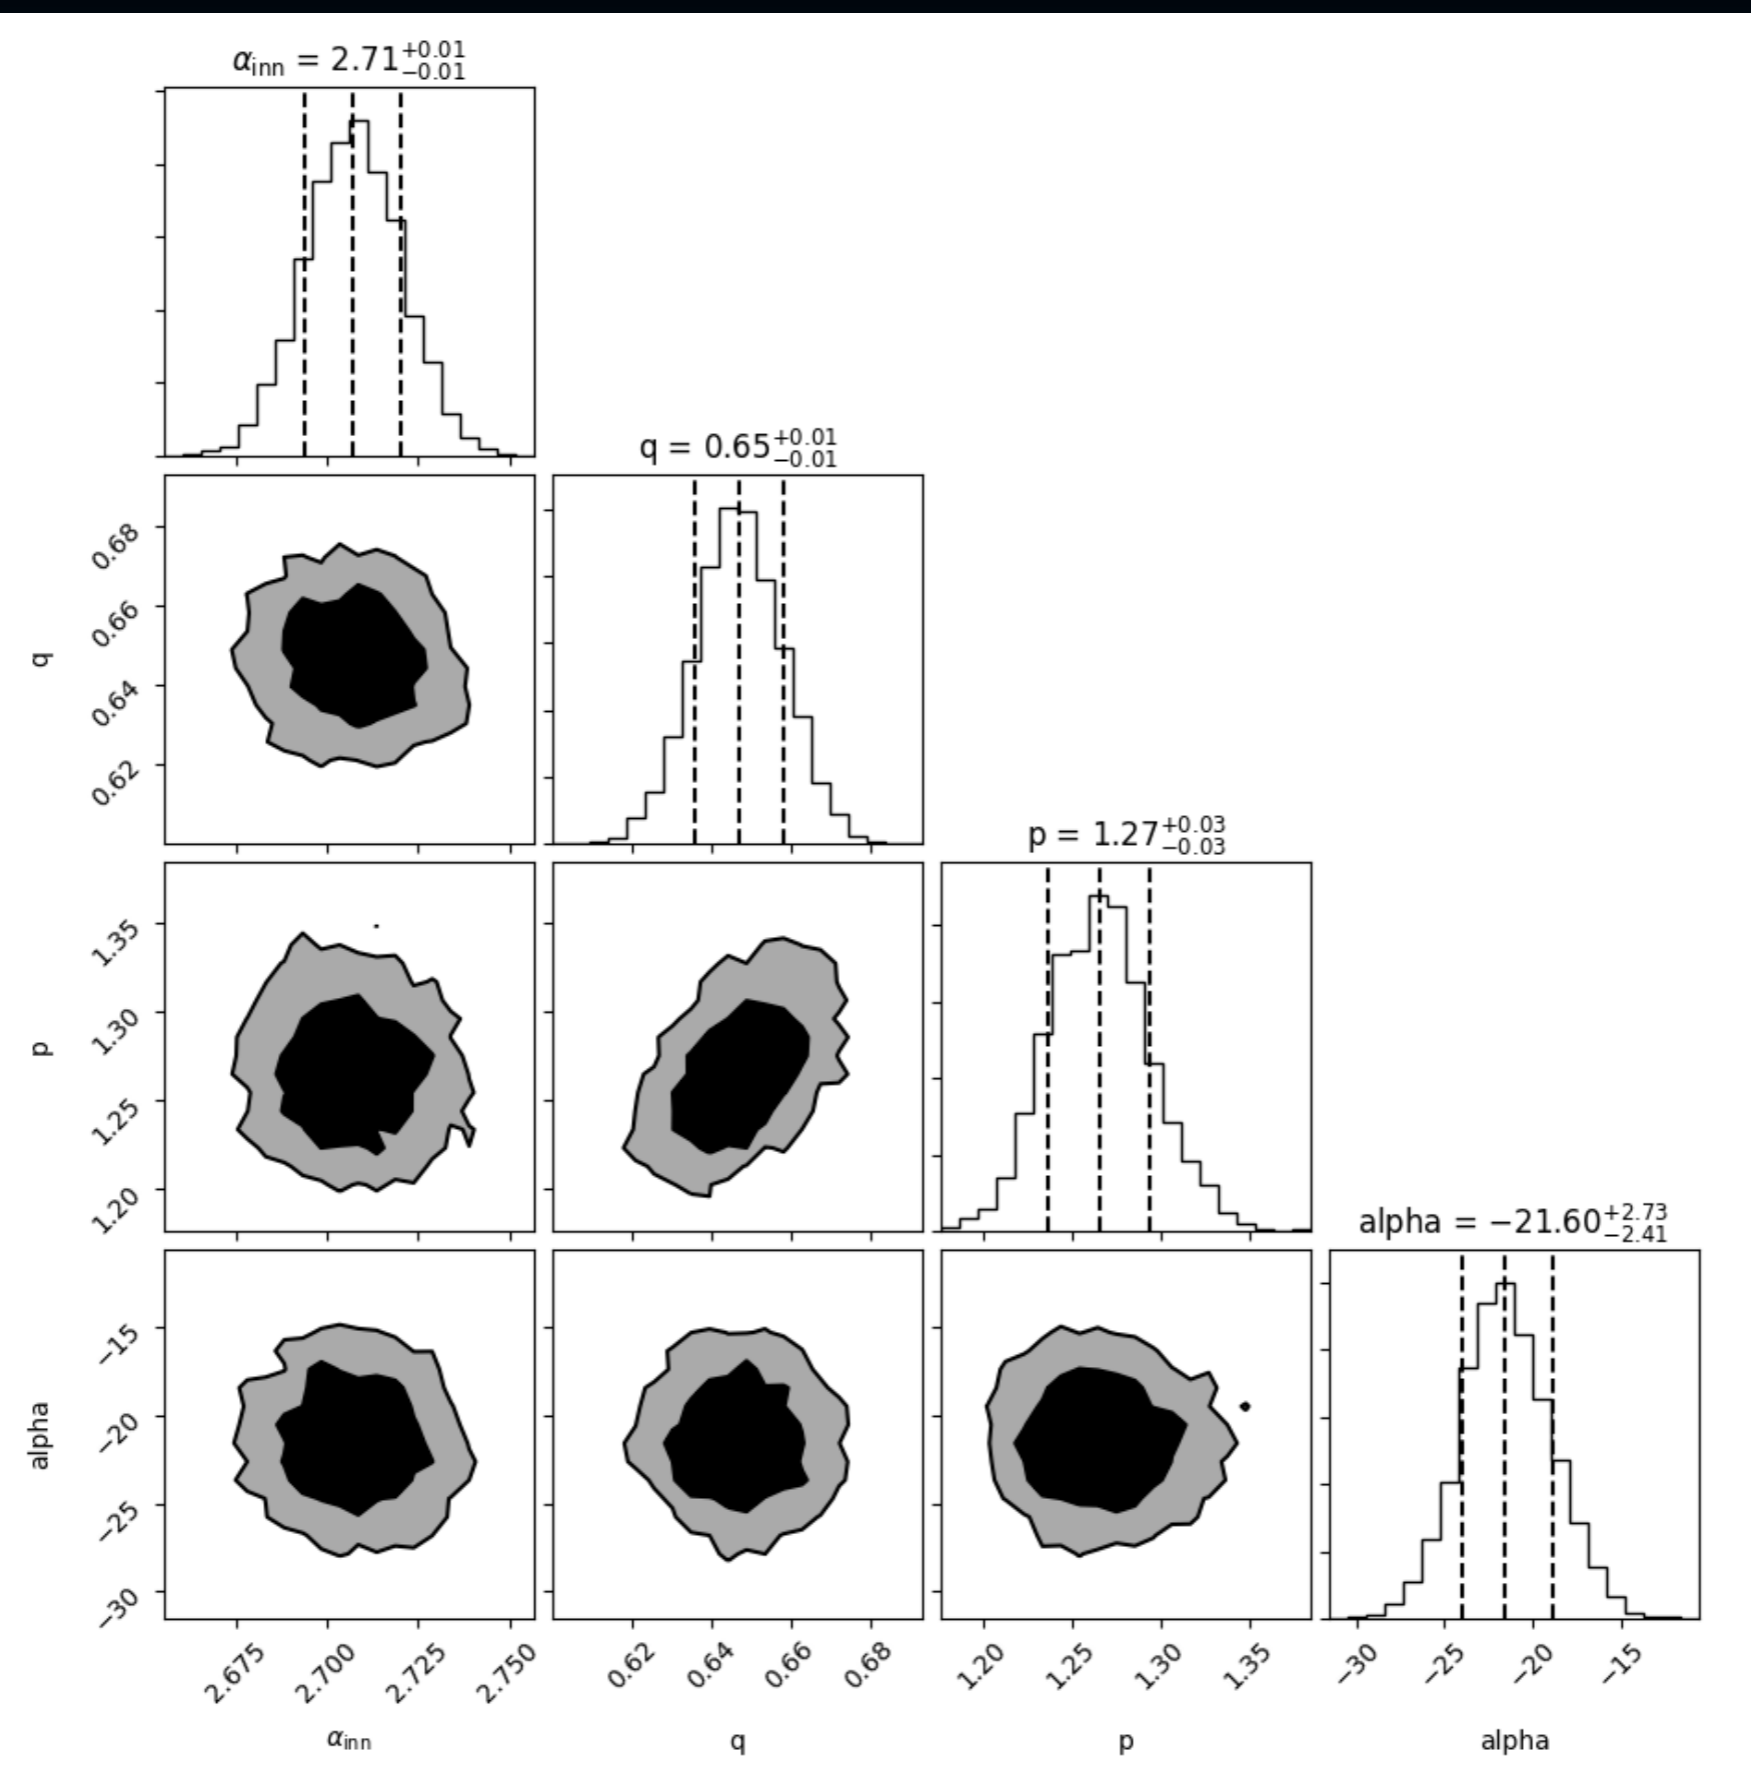 α_inn = 2.71^{+0.01}_{−0.01}
q = 0.65^{+0.01}_{−0.01}
0.68
0.66
q
0.64
0.62
p = 1.27^{+0.03}_{−0.03}
1.35
1.30
p
1.25
1.20
alpha = −21.60^{+2.73}_{−2.41}
−15
−20
alpha
−25
−30
2.675 2.700 2.725 2.750 0.62 0.64 0.66 0.68 1.20 1.25 1.30 1.35 −30 −25 −20 −15
α_inn q p alpha